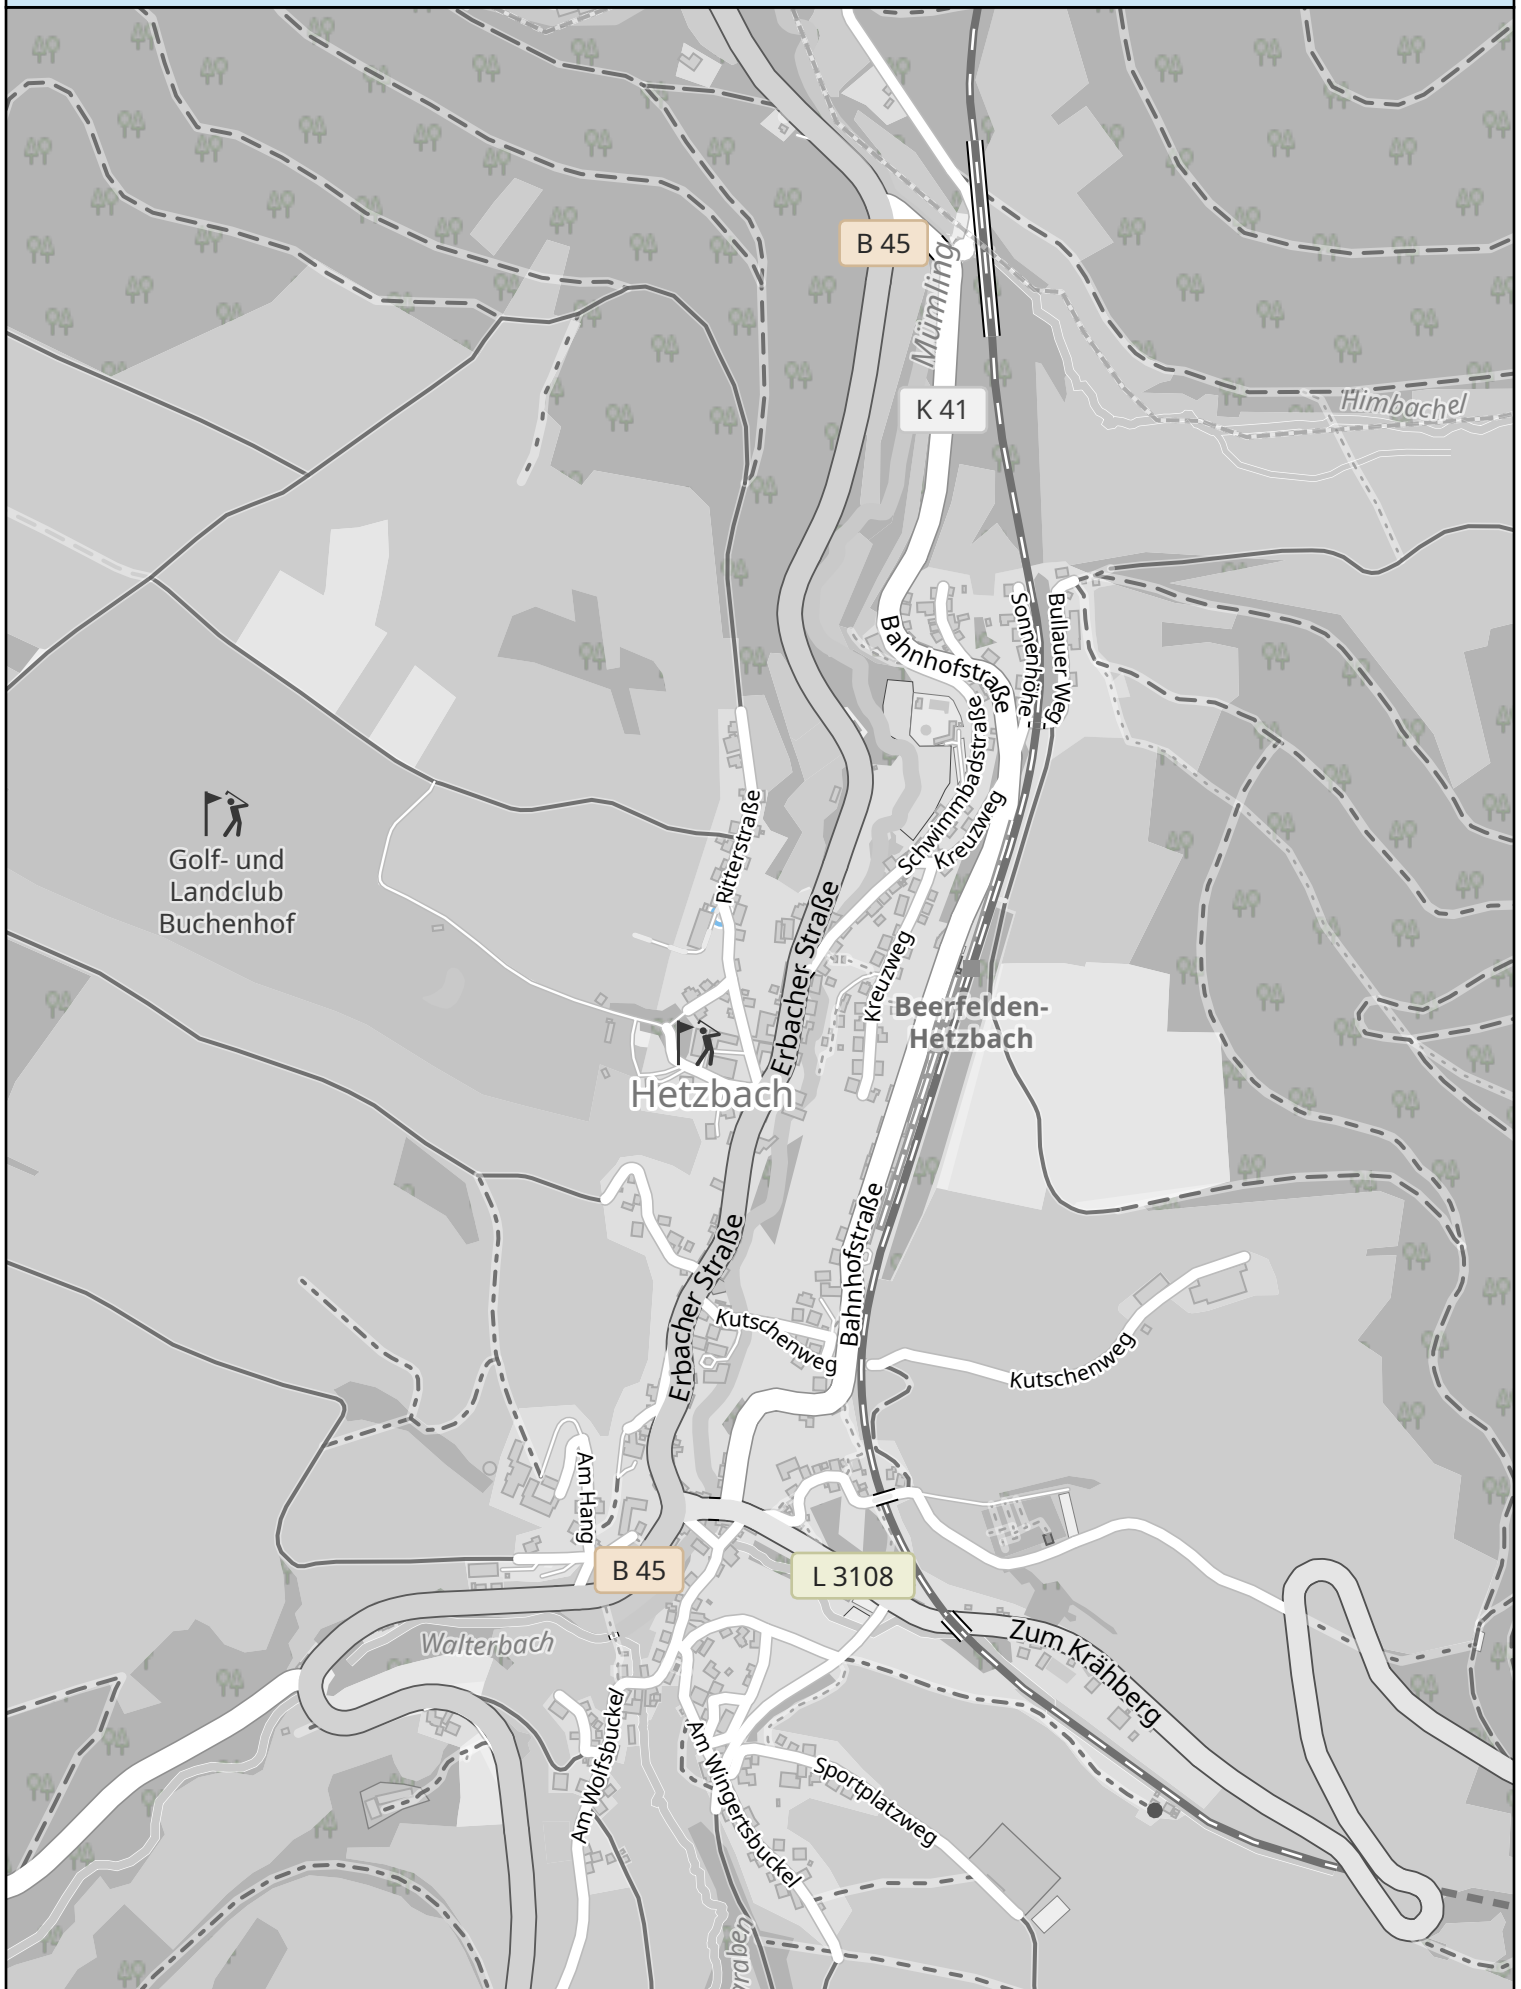 B 45
Mümling
K 41
Himbachel
Bahnhofstraße
Sonnenhöhe
Bullauer Weg
Schwimmbadstraße
Kreuzweg
Ritterstraße
Golf- und
Landclub
Buchenhof
Erbacher Straße
Kreuzweg
Beerfelden-
Hetzbach
Hetzbach
Bahnhofstraße
Erbacher Straße
Kutschenweg
Kutschenweg
Am Hang
B 45
L 3108
Walterbach
Zum Krähberg
Am Wolfsbuckel
Am Wingertsbuckel
Sportplatzweg
graben